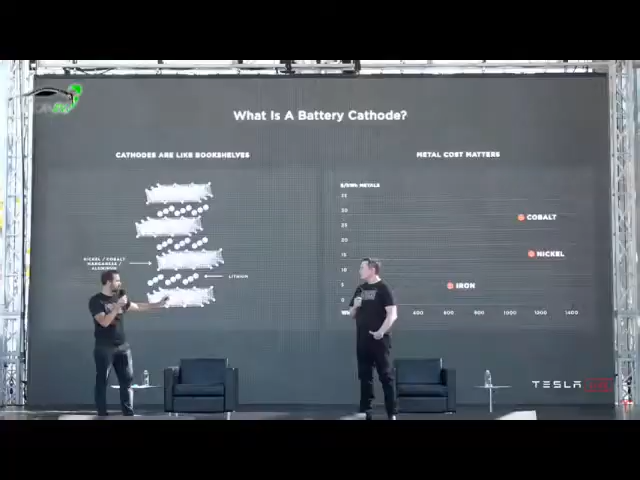 What Is A Battery Cathode?
CATHODES ARE LIKE BOOKSHELVES
METAL COST MATTERS
$/KWh METALS
35
30
25
20
15
10
5
0
COBALT
NICKEL
IRON
400
600
800
1000
1200
1400
NICKEL / COBALT
MANGANESE /
ALUMINUM
LITHIUM
TESLA